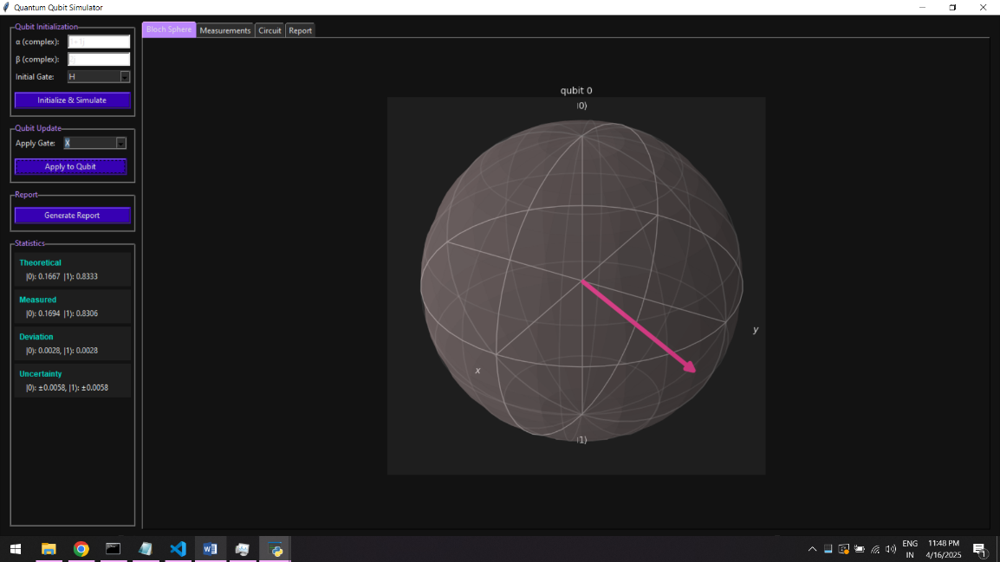 Quantum Qubit Simulator
Qubit Initialization
α (complex):
β (complex):
Initial Gate: H
Initialize & Simulate
Qubit Update
Apply Gate: X
Apply to Qubit
Report
Generate Report
Statistics
Theoretical
|0⟩: 0.1667 |1⟩: 0.8333
Measured
|0⟩: 0.1694 |1⟩: 0.8306
Deviation
|0⟩: 0.0028, |1⟩: 0.0028
Uncertainty
|0⟩: ±0.0058, |1⟩: ±0.0058
Bloch Sphere Measurements Circuit Report
qubit 0
|0⟩
x
y
|1⟩
ENG
IN
11:48 PM
4/16/2025
1